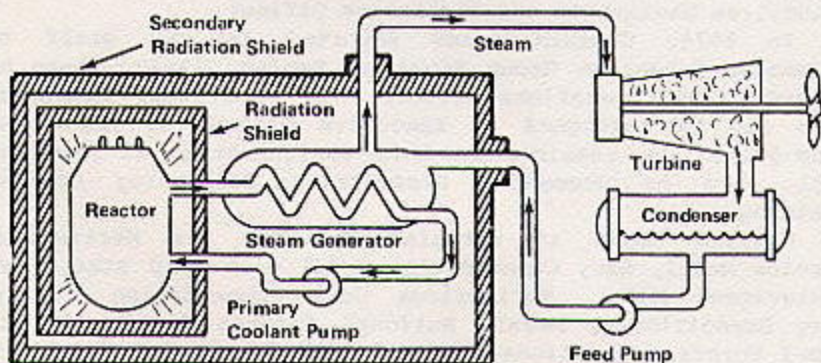 Secondary
Radiation Shield
Steam
Radiation
Shield
Turbine
Reactor
Condenser
Steam Generator
Primary
Coolant Pump
Feed Pump